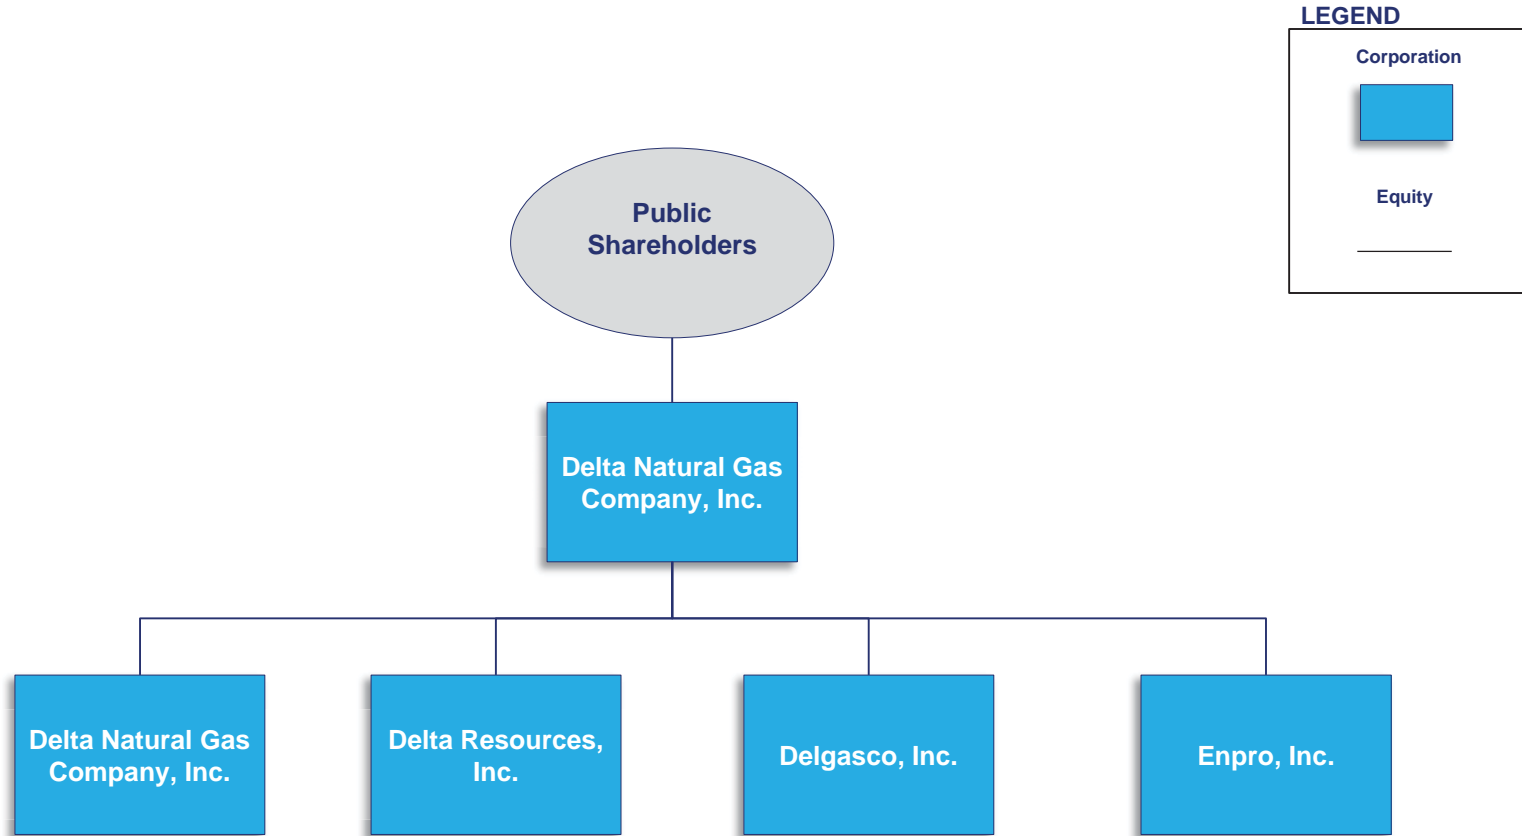 LEGEND
Corporation
Equity
Public
Shareholders
Delta Natural Gas
Company, Inc.
Delta Natural Gas
Company, Inc.
Delta Resources,
Inc.
Delgasco, Inc.
Enpro, Inc.